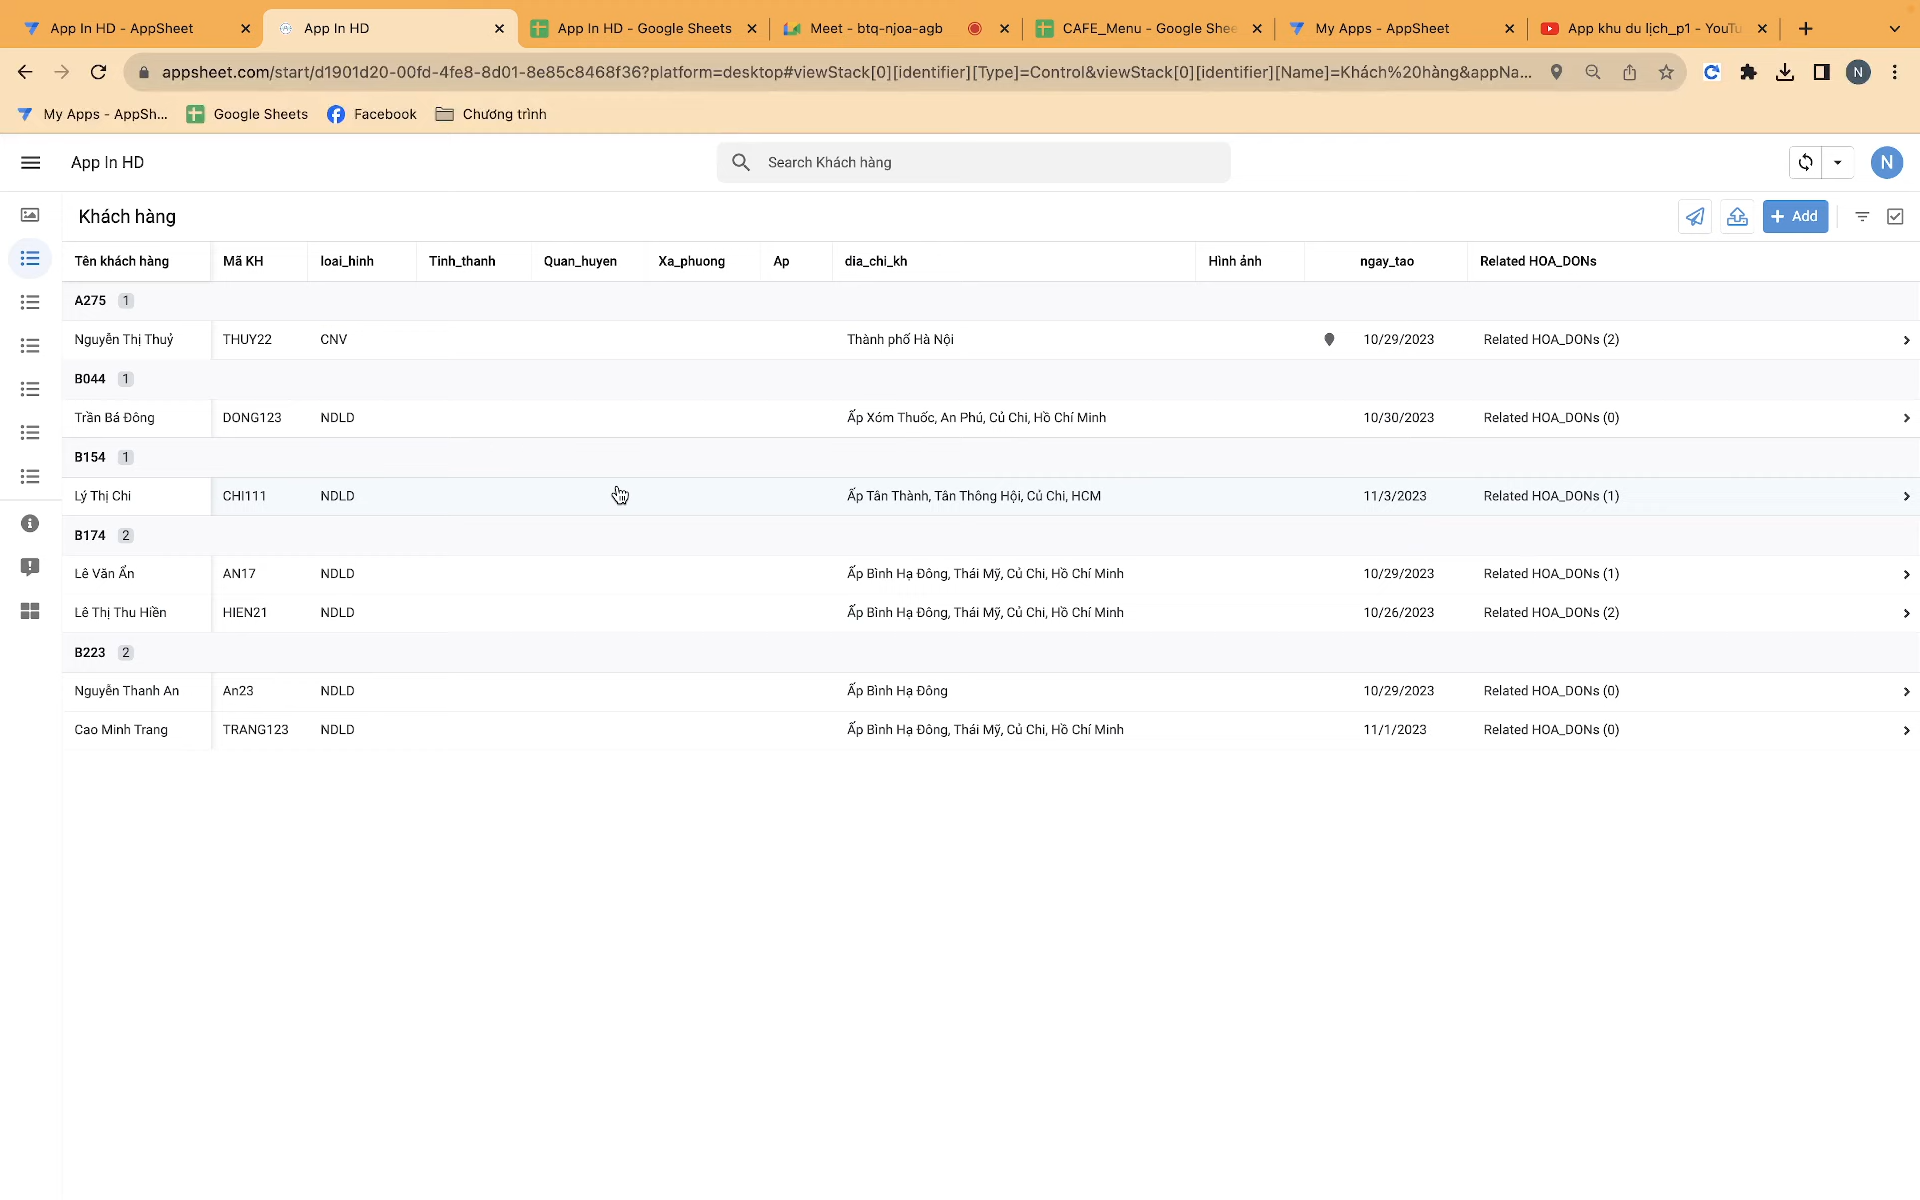 App In HD - AppSheet
App In HD
App In HD - Google Sheets
Meet - btq-njoa-agb
CAFE_Menu - Google Shee
My Apps - AppSheet
App khu du lịch_p1 - YouTu
appsheet.com/start/d1901d20-00fd-4fe8-8d01-8e85c8468f36?platform=desktop#viewStack[0][identifier][Type]=Control&viewStack[0][identifier][Name]=Khách%20hàng&appNa...
N
My Apps - AppSh...
Google Sheets
Facebook
Chương trình
App In HD
Search Khách hàng
N
Khách hàng
+ Add
Tên khách hàng Mã KH loai_hinh Tinh_thanh Quan_huyen Xa_phuong Ap dia_chi_kh Hình ảnh ngay_tao Related HOA_DONs
A275 1
Nguyễn Thị Thuỷ THUY22 CNV Thành phố Hà Nội 10/29/2023 Related HOA_DONs (2)
B044 1
Trần Bá Đông DONG123 NDLD Ấp Xóm Thuốc, An Phú, Củ Chi, Hồ Chí Minh 10/30/2023 Related HOA_DONs (0)
B154 1
Lý Thị Chi CHI111 NDLD Ấp Tân Thành, Tân Thông Hội, Củ Chi, HCM 11/3/2023 Related HOA_DONs (1)
B174 2
Lê Văn Ẩn AN17 NDLD Ấp Bình Hạ Đông, Thái Mỹ, Củ Chi, Hồ Chí Minh 10/29/2023 Related HOA_DONs (1)
Lê Thị Thu Hiền HIEN21 NDLD Ấp Bình Hạ Đông, Thái Mỹ, Củ Chi, Hồ Chí Minh 10/26/2023 Related HOA_DONs (2)
B223 2
Nguyễn Thanh An An23 NDLD Ấp Bình Hạ Đông 10/29/2023 Related HOA_DONs (0)
Cao Minh Trang TRANG123 NDLD Ấp Bình Hạ Đông, Thái Mỹ, Củ Chi, Hồ Chí Minh 11/1/2023 Related HOA_DONs (0)